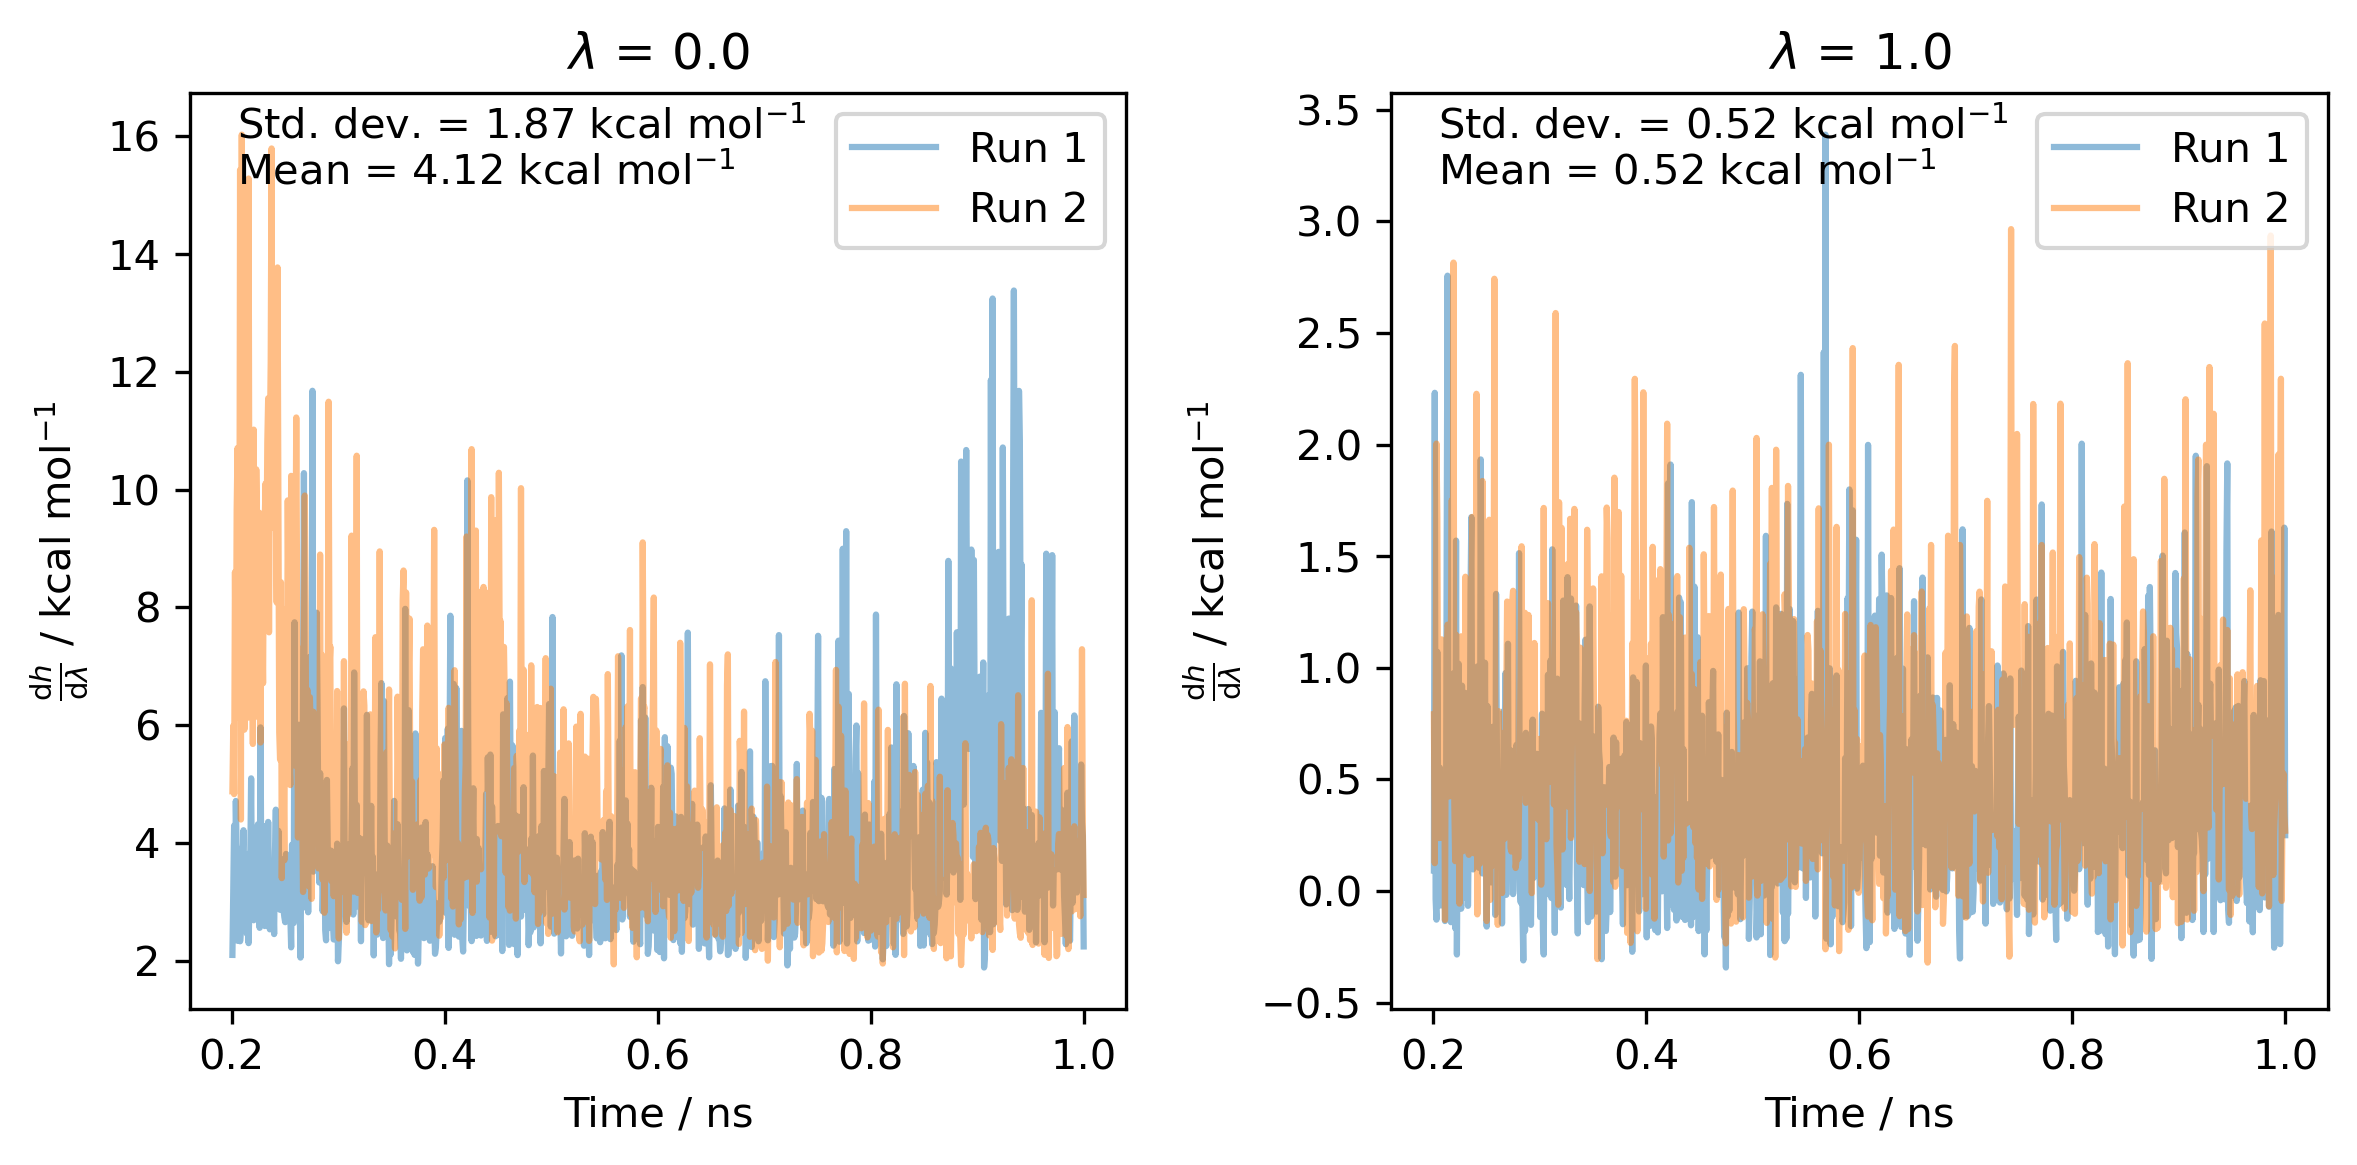 λ = 0.0
Std. dev. = 1.87 kcal mol⁻¹
Mean = 4.12 kcal mol⁻¹
Run 1
Run 2
16
14
12
10
8
6
4
2
dh/dλ / kcal mol⁻¹
0.2 0.4 0.6 0.8 1.0
Time / ns
λ = 1.0
Std. dev. = 0.52 kcal mol⁻¹
Mean = 0.52 kcal mol⁻¹
Run 1
Run 2
3.5
3.0
2.5
2.0
1.5
1.0
0.5
0.0
−0.5
dh/dλ / kcal mol⁻¹
0.2 0.4 0.6 0.8 1.0
Time / ns